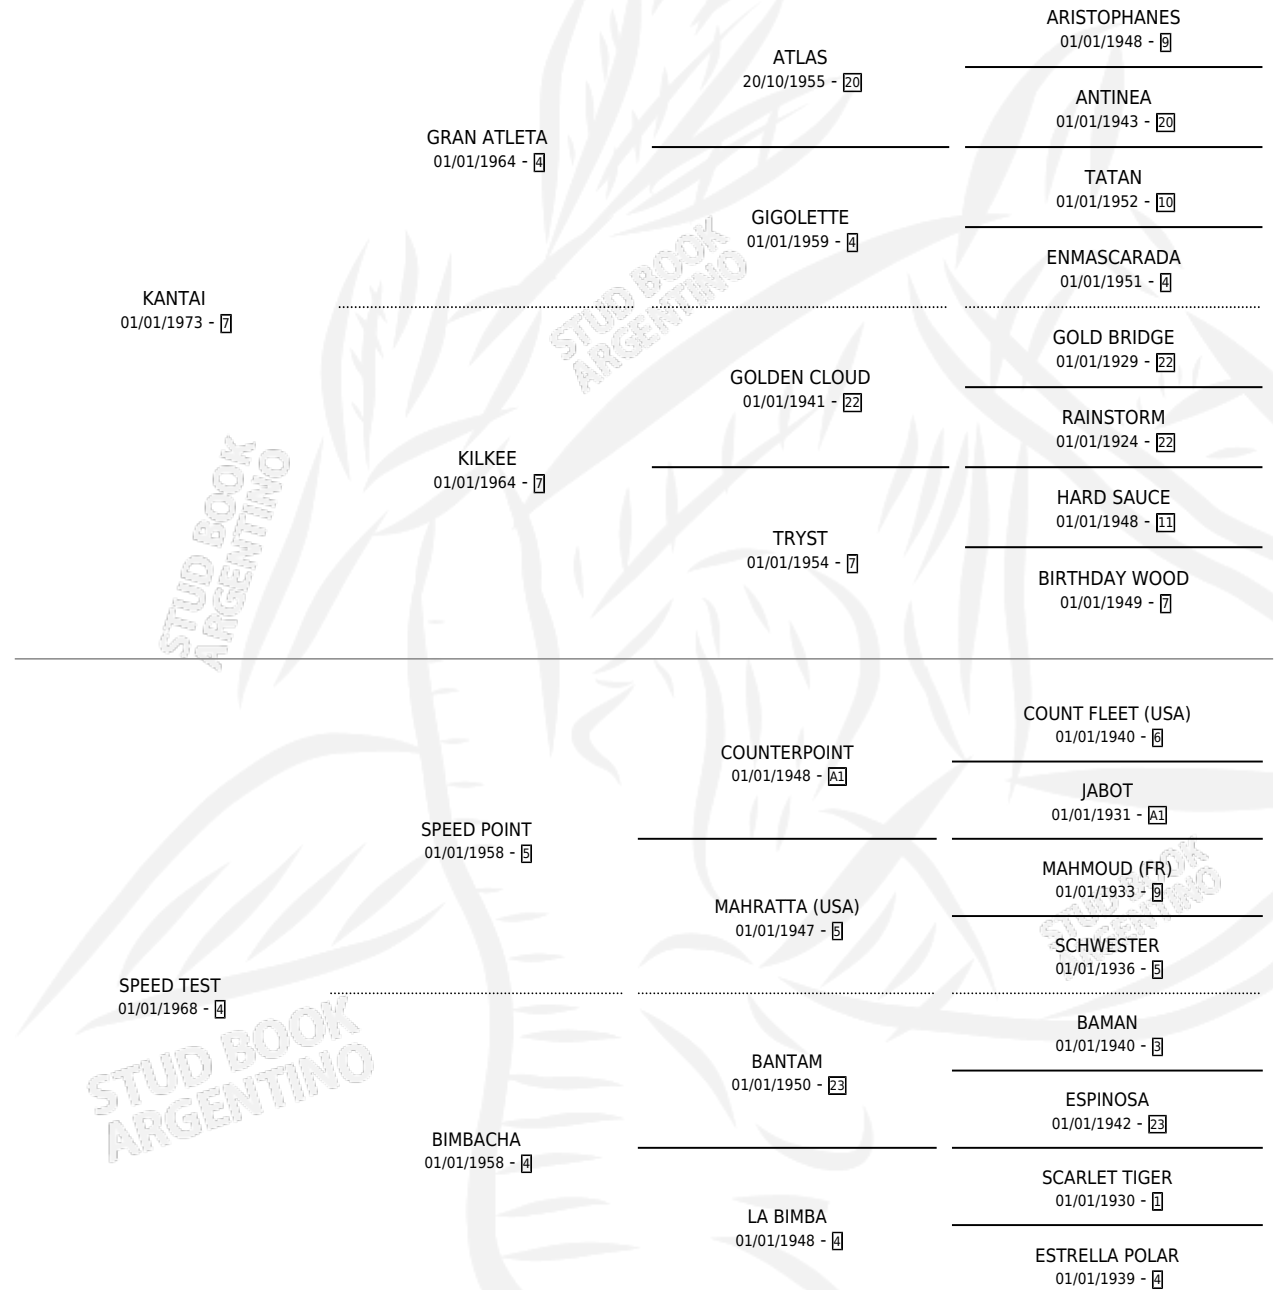 ARISTOPHANES
01/01/1948 - 9
ATLAS
20/10/1955 - 20
ANTINEA
01/01/1943 - 20
GRAN ATLETA
01/01/1964 - 4
TATAN
01/01/1952 - 10
GIGOLETTE
01/01/1959 - 4
ENMASCARADA
01/01/1951 - 4
KANTAI
01/01/1973 - 7
GOLD BRIDGE
01/01/1929 - 22
GOLDEN CLOUD
01/01/1941 - 22
RAINSTORM
01/01/1924 - 22
KILKEE
01/01/1964 - 7
HARD SAUCE
01/01/1948 - 11
TRYST
01/01/1954 - 7
BIRTHDAY WOOD
01/01/1949 - 7
COUNT FLEET (USA)
01/01/1940 - 6
COUNTERPOINT
01/01/1948 - A1
JABOT
01/01/1931 - A1
SPEED POINT
01/01/1958 - 5
MAHMOUD (FR)
01/01/1933 - 9
MAHRATTA (USA)
01/01/1947 - 5
SCHWESTER
01/01/1936 - 5
SPEED TEST
01/01/1968 - 4
BAMAN
01/01/1940 - 3
BANTAM
01/01/1950 - 23
ESPINOSA
01/01/1942 - 23
BIMBACHA
01/01/1958 - 4
SCARLET TIGER
01/01/1930 - 1
LA BIMBA
01/01/1948 - 4
ESTRELLA POLAR
01/01/1939 - 4
STUD BOOK
ARGENTINO
STUD BOOK
ARGENTINO
STUD BOOK
ARGENTINO
STUD BOOK
ARGENTINO